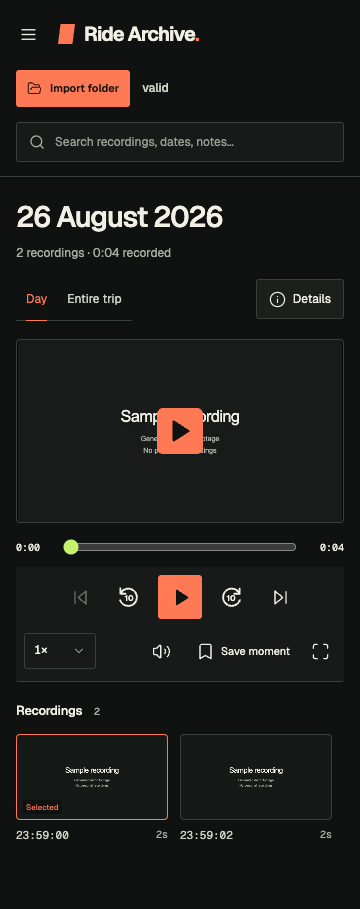 Ride Archive.
Import folder
valid
Search recordings, dates, notes...
26 August 2026
2 recordings · 0:04 recorded
Day
Entire trip
Details
0:00
0:04
10
10
1×
Save moment
Recordings 2
Sample recording
Selected
Sample recording
23:59:00
2s
23:59:02
2s